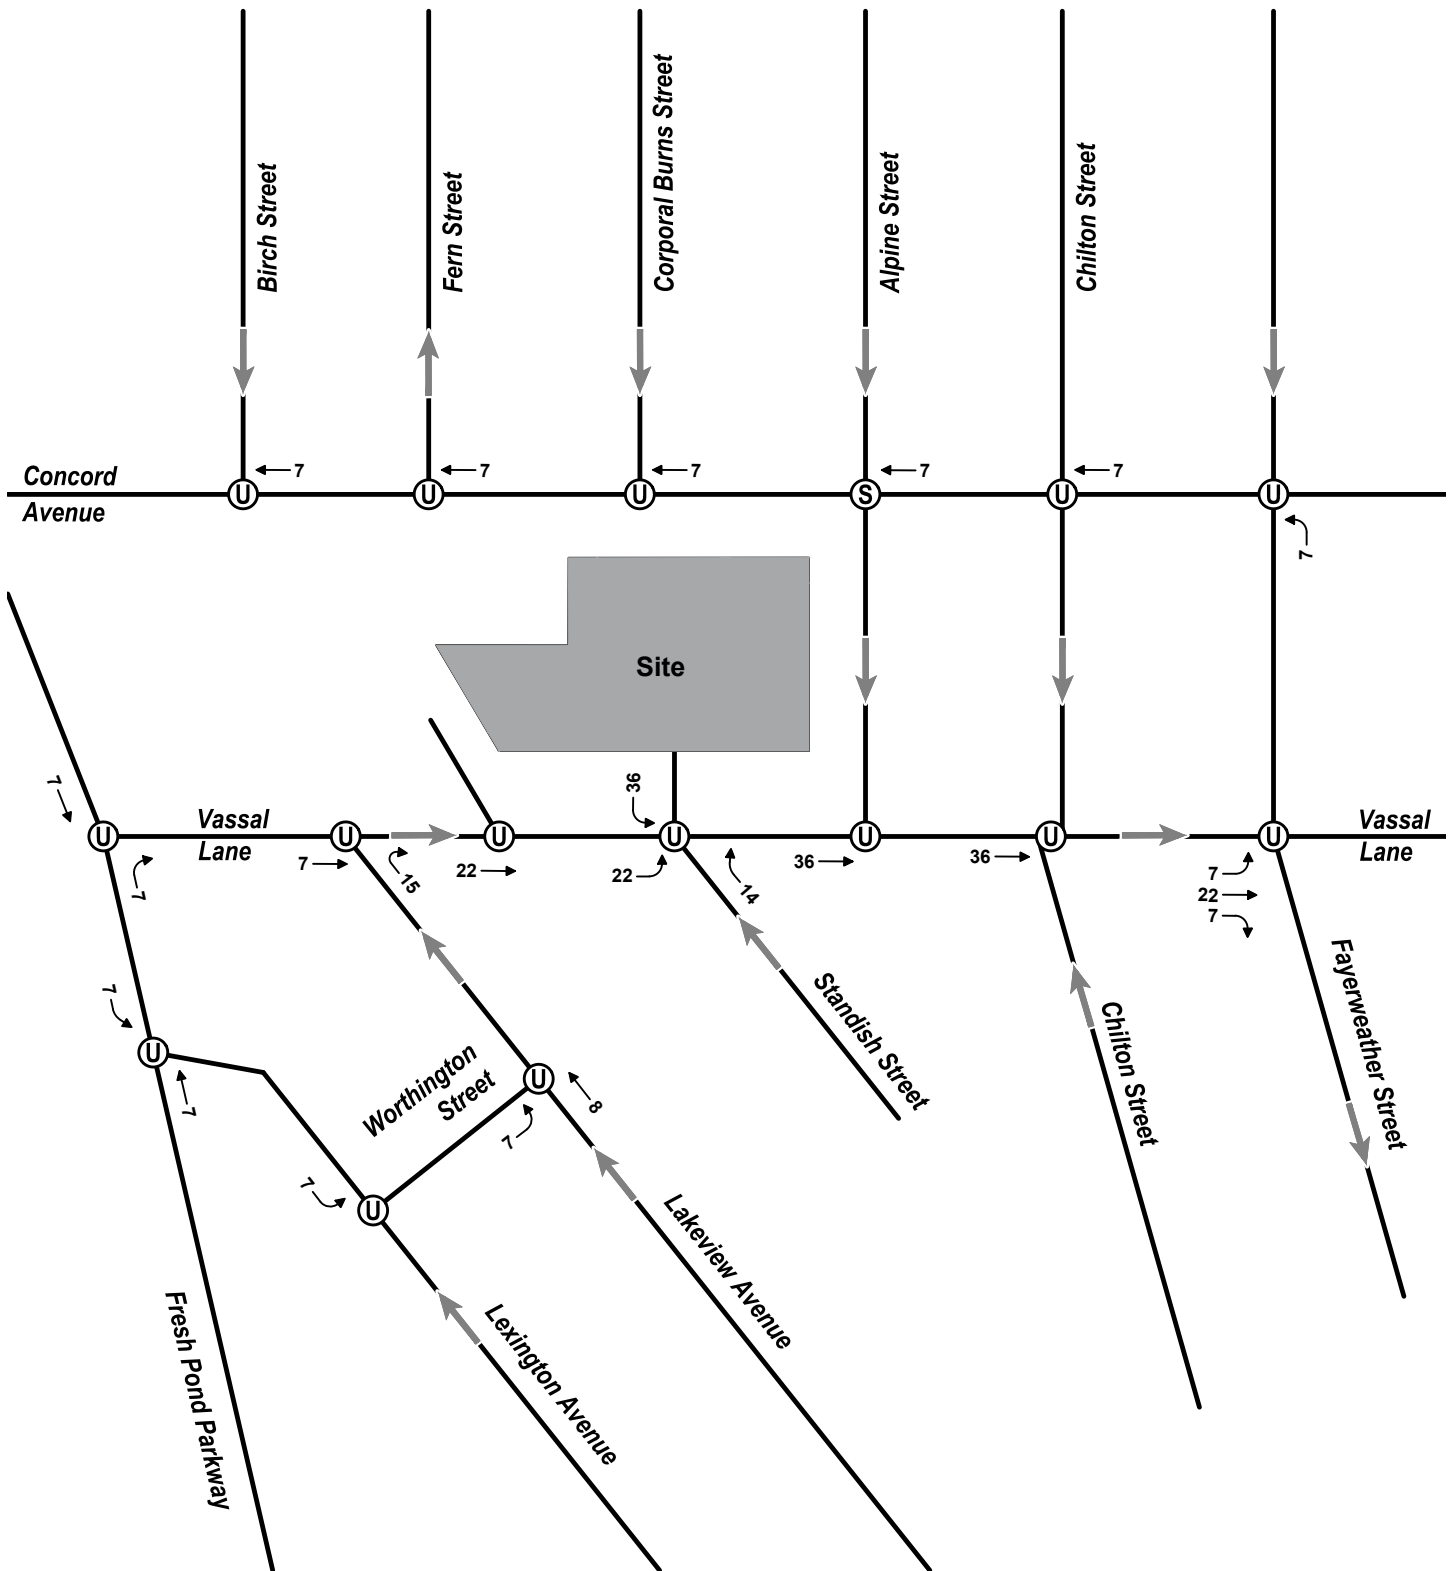 Birch Street
Fern Street
Corporal Burns Street
Alpine Street
Chilton Street
Concord
7
7
7
7
7
U
U
U
S
U
U
Avenue
7
Site
7
36
Vassal
Vassal
U
U
U
U
U
U
U
Lane
Lane
7
7
15
22
22
14
36
36
7
22
7
7
U
7
Worthington
Street
U
8
7
7
U
Standish Street
Chilton Street
Fayerweather Street
Lakeview Avenue
Lexington Avenue
Fresh Pond Parkway